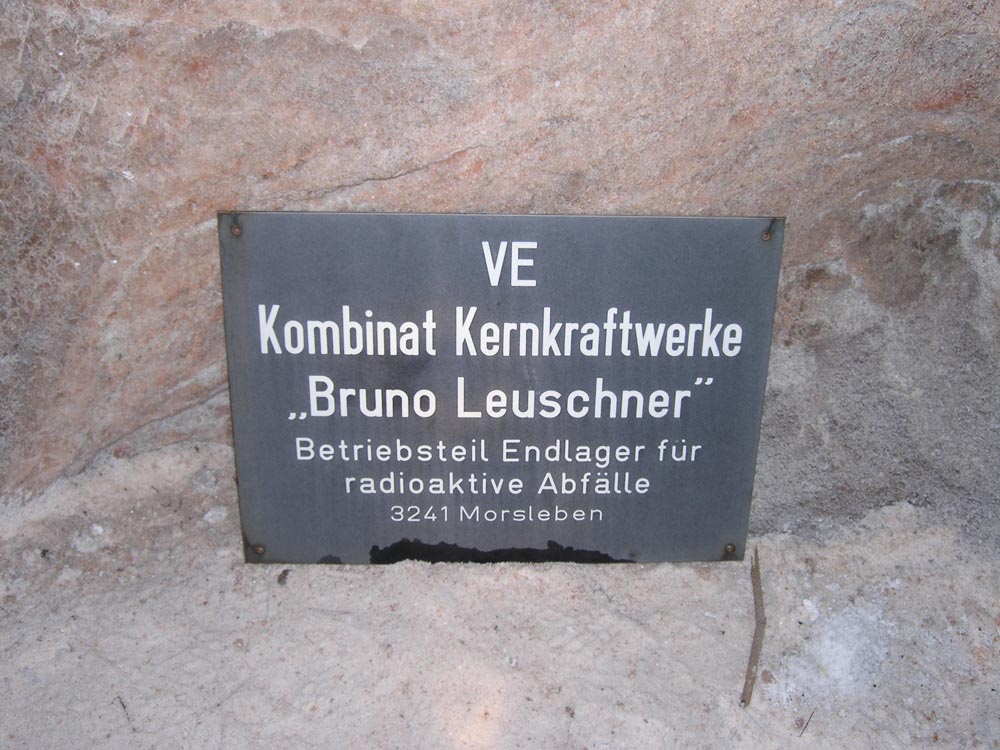 VE
Kombinat Kernkraftwerke
„Bruno Leuschner”
Betriebsteil Endlager für
radioaktive Abfälle
3241 Morsleben